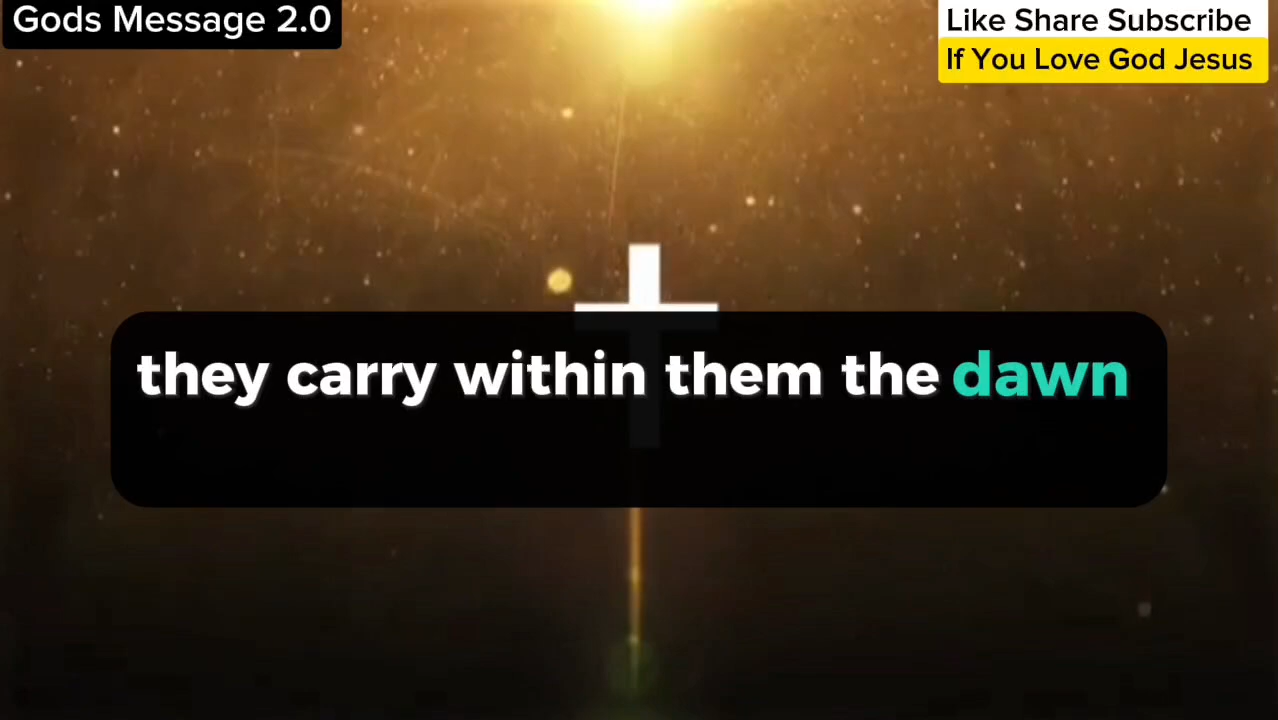 Gods Message 2.0
Like Share Subscribe
If You Love God Jesus
they carry within them the dawn